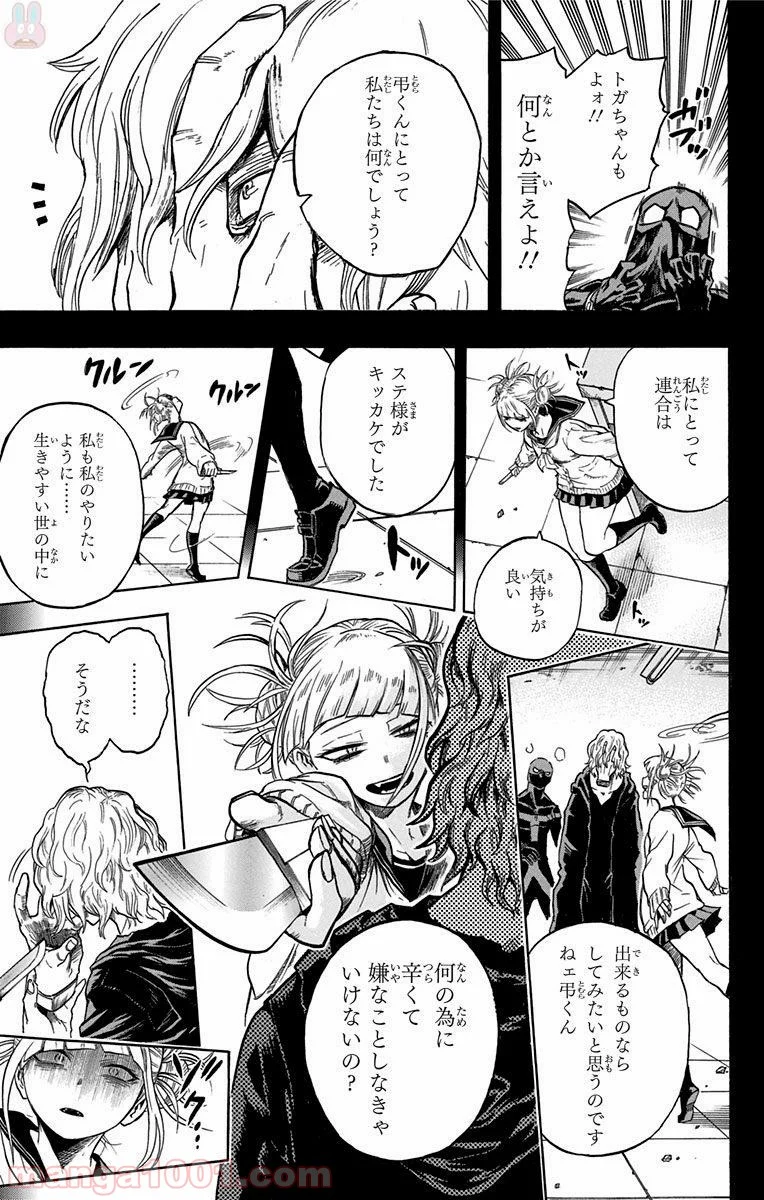 トガちゃんも
よォ!!
何とか言えよ!!
ガブッ
弔くんにとって
私たちは何でしょう?
私にとって
連合は
トッ
気持ちが
良い
トッ
ステ様が
キッカケでした
トッ
クルン
クルン
私も私のやりたい
ように……
生きやすい世の中に
出来るものなら
してみたいと思うのです
ねェ弔くん
何の為に
辛くて
嫌なことしなきゃ
いけないの?
………
そうだな
manga1001.com